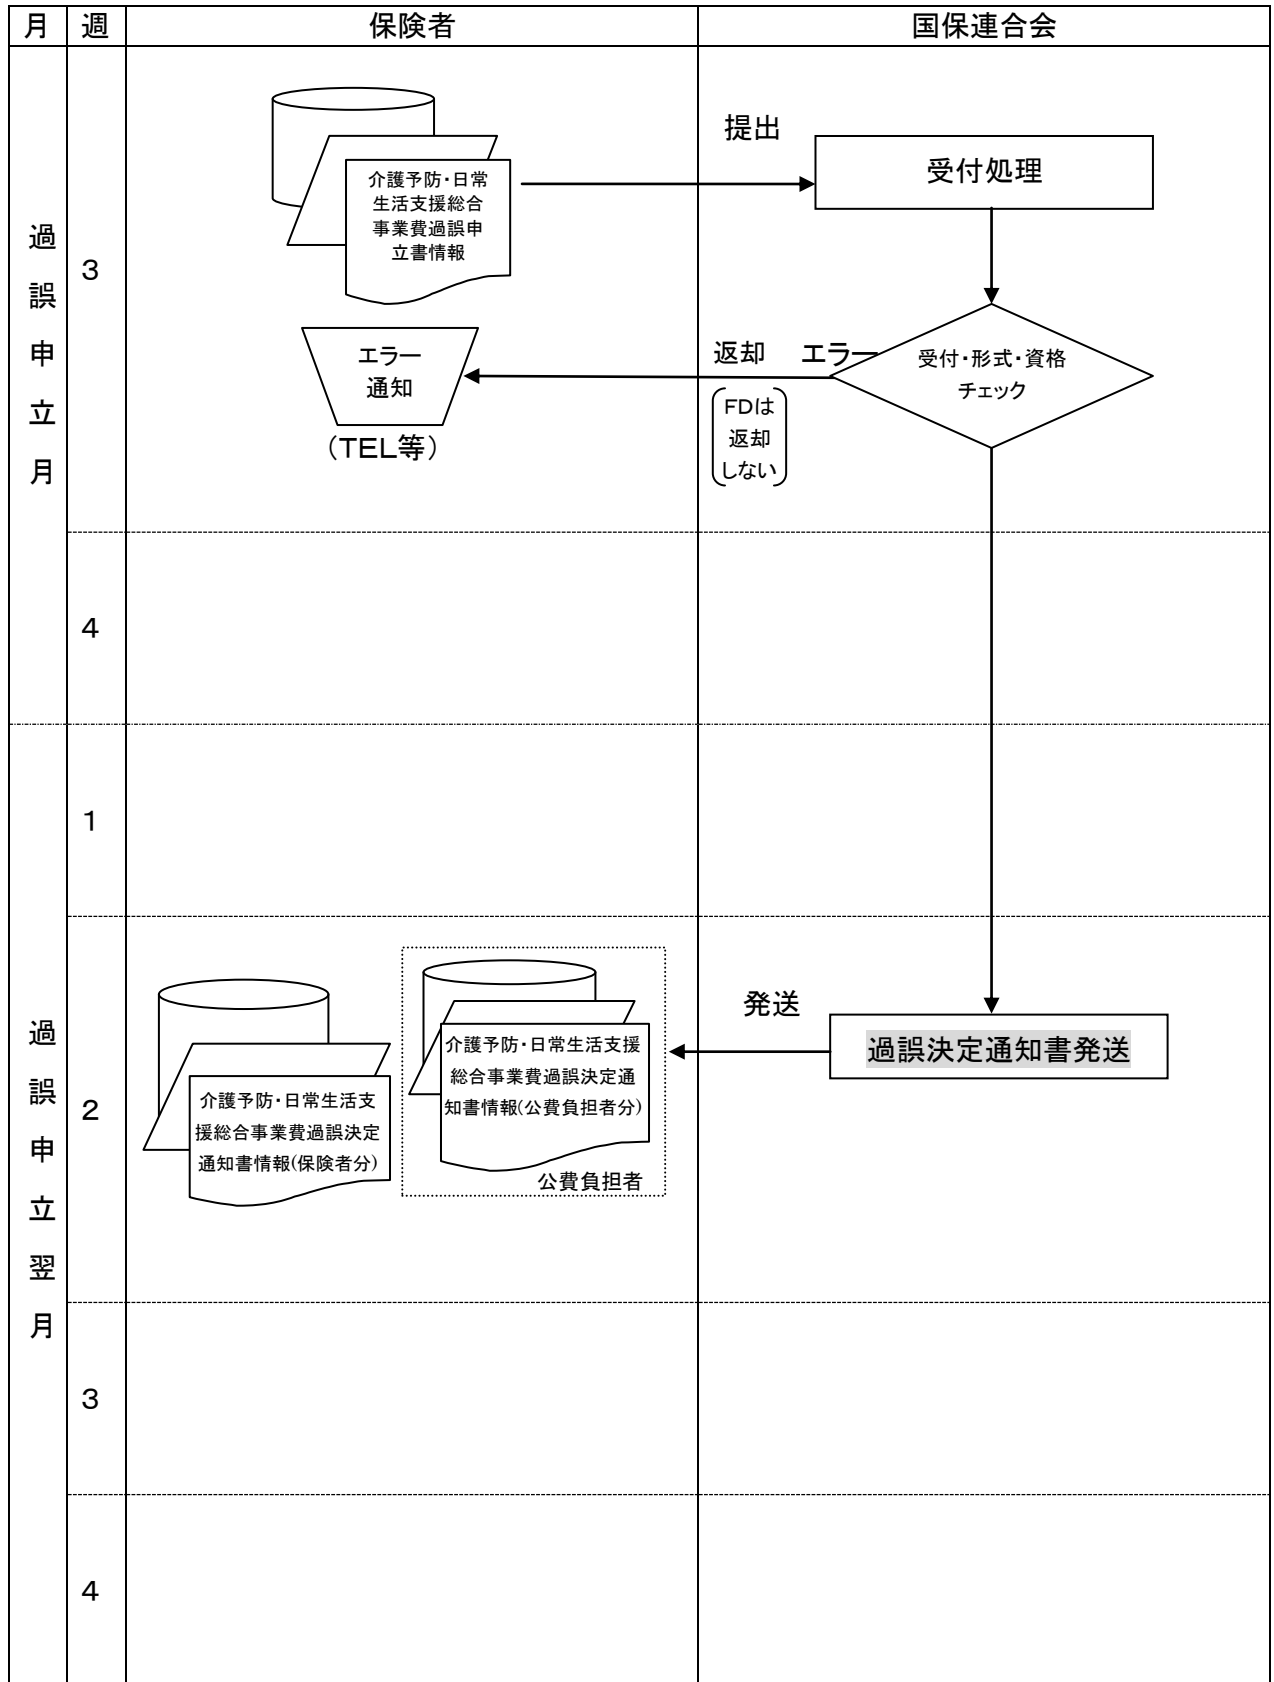 月 週 保険者 国保連合会
過誤申立月
3
介護予防・日常
生活支援総合
事業費過誤申
立書情報
提出
受付処理
エラー
通知
（TEL等）
返却 エラー
受付・形式・資格
チェック
FDは
返却
しない
4
過誤申立翌月
1
2
介護予防・日常生活支
援総合事業費過誤決定
通知書情報(保険者分)
介護予防・日常生活支援
総合事業費過誤決定通
知書情報(公費負担者分)
公費負担者
発送
過誤決定通知書発送
3
4